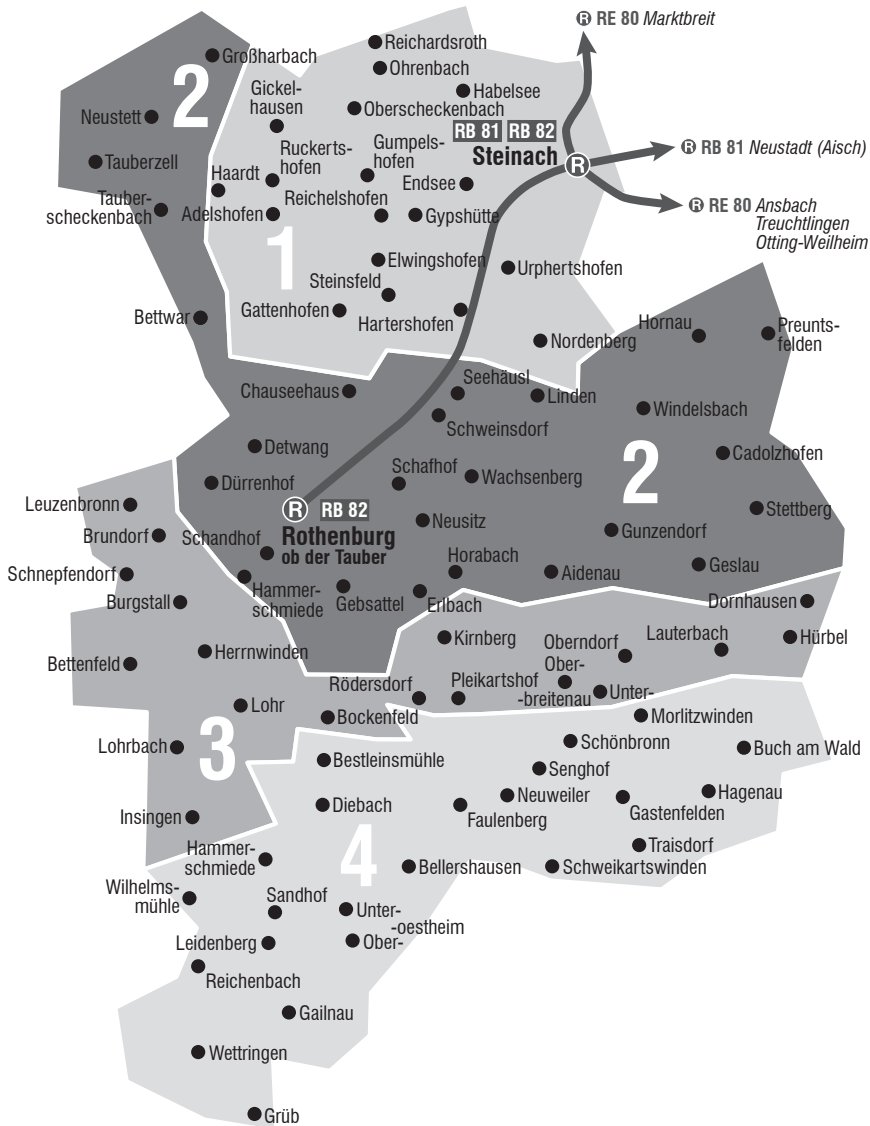 R RE 80 Marktbreit
Großharbach
2
Reichardsroth
Ohrenbach
Gickel-
hausen
Habelsee
Oberscheckenbach
Neustett
RB 81 RB 82
Steinach
R
R RB 81 Neustadt (Aisch)
Tauberzell
Ruckerts-
hofen
Gumpels-
hofen
Haardt
Endsee
Tauber-
scheckenbach
Reichelshofen
Adelshofen
Gypshütte
R RE 80 Ansbach
Treuchtlingen
Otting-Weilheim
1
Elwingshofen
Urphertshofen
Steinsfeld
Gattenhofen
Hartershofen
Bettwar
Nordenberg
Hornau
Preunts-
felden
Chauseehaus
Seehäusl
Linden
Windelsbach
Schweinsdorf
Detwang
Cadolzhofen
2
Schafhof
Wachsenberg
Dürrenhof
Leuzenbronn
R RB 82
Rothenburg
ob der Tauber
Stettberg
Brundorf
Schandhof
Neusitz
Gunzendorf
Schnepfendorf
Horabach
Aidenau
Geslau
Burgstall
Hammer-
schmiede
Gebsattel
Erlbach
Dornhausen
Kirnberg
Lauterbach
Hürbel
Bettenfeld
Herrnwinden
Oberndorf
Ober-
-breitenau
Unter-
Rödersdorf
Pleikartshof
Lohr
Bockenfeld
Morlitzwinden
Lohrbach
3
Schönbronn
Buch am Wald
Bestleinsmühle
Senghof
Diebach
Neuweiler
Hagenau
Insingen
Faulenberg
Gastenfelden
4
Traisdorf
Hammer-
schmiede
Bellershausen
Schweikartswinden
Wilhelms-
mühle
Sandhof
Unter-
-oestheim
Ober-
Leidenberg
Reichenbach
Gailnau
Wettringen
Grüb